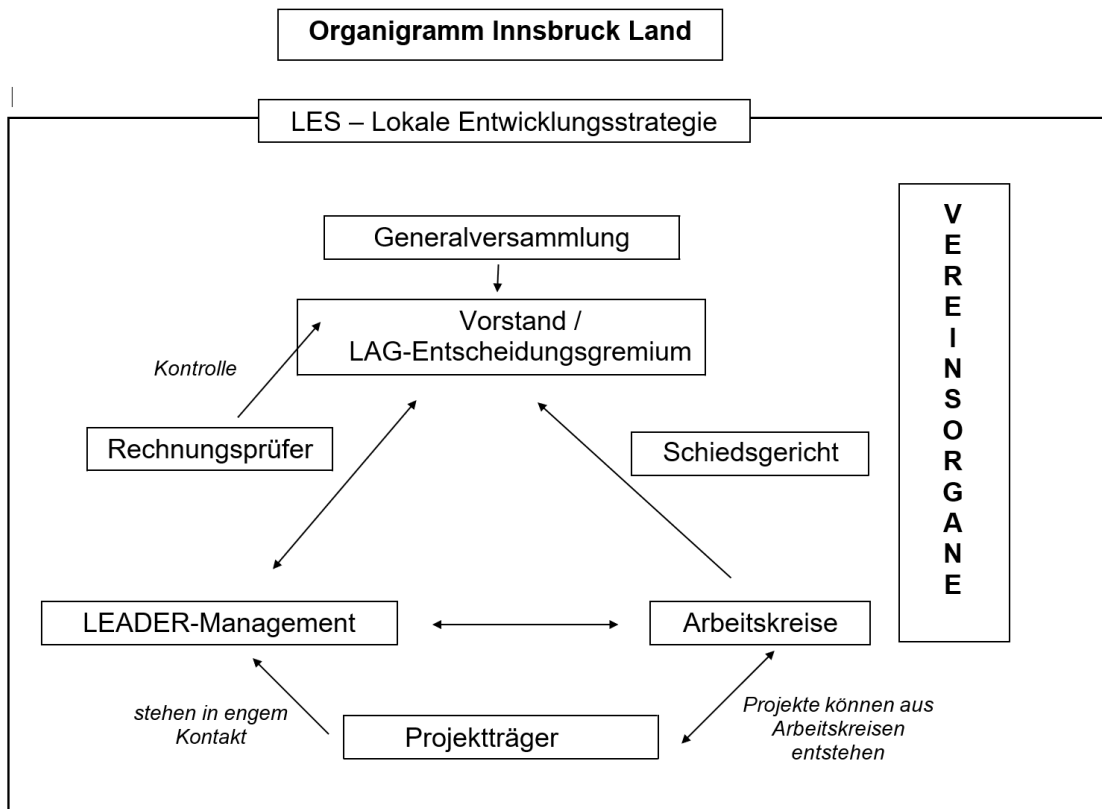 Organigramm Innsbruck Land
LES – Lokale Entwicklungsstrategie
Generalversammlung
Vorstand /
LAG-Entscheidungsgremium
Kontrolle
Rechnungsprüfer
Schiedsgericht
VEREINSORGANE
LEADER-Management
Arbeitskreise
stehen in engem
Kontakt
Projektträger
Projekte können aus
Arbeitskreisen
entstehen